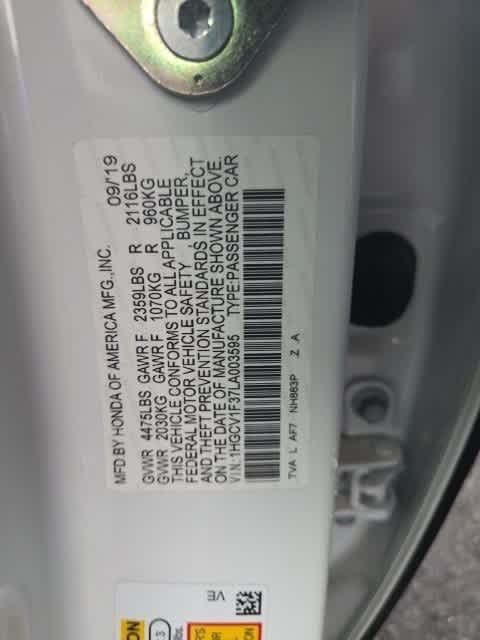 MFD BY HONDA OF AMERICA MFG.,INC. 09/'19
GVWR 4475LBS GAWR F 2359LBS R 2116LBS
GVWR 2030KG GAWR F 1070KG R 960KG
THIS VEHICLE CONFORMS TO ALL APPLICABLE
FEDERAL MOTOR VEHICLE SAFETY, BUMPER,
AND THEFT PREVENTION STANDARDS IN EFFECT
ON THE DATE OF MANUFACTURE SHOWN ABOVE.
V.I.N.:1HGCV1F37LA003595 TYPE:PASSENGER CAR
TVA L AF7 NH883P Z A
VE